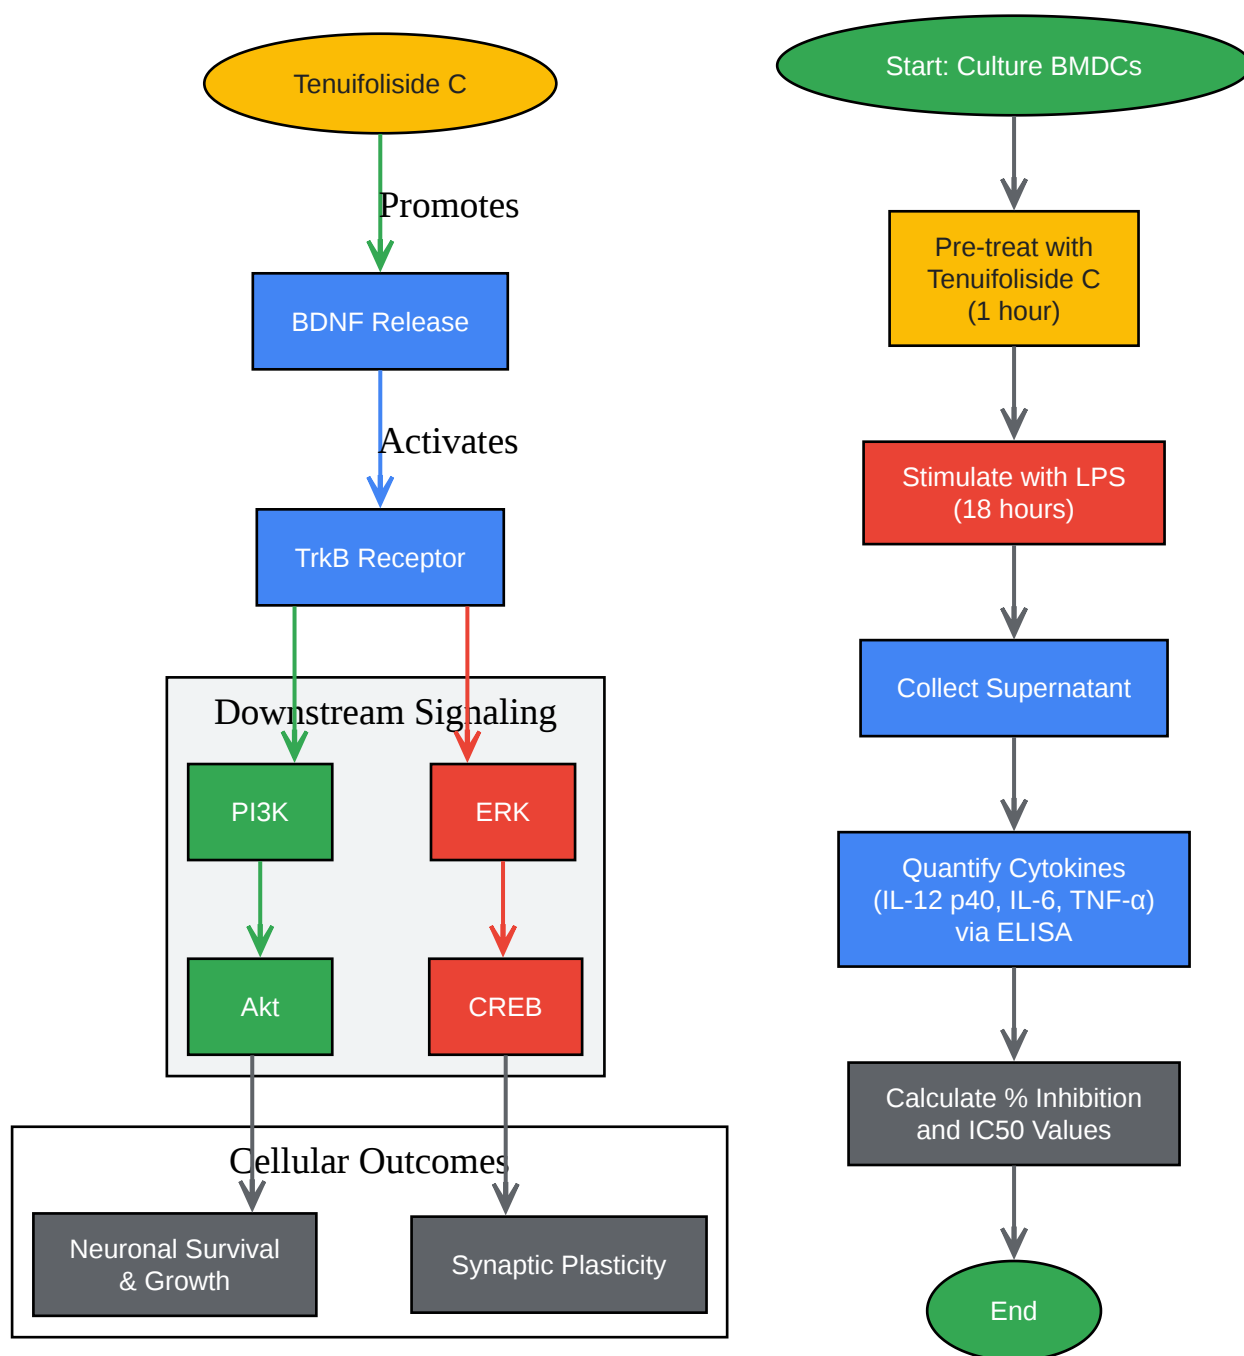 Tenuifoliside C
Promotes
BDNF Release
Activates
TrkB Receptor
Downstream Signaling
PI3K
ERK
Akt
CREB
Cellular Outcomes
Neuronal Survival
& Growth
Synaptic Plasticity
Start: Culture BMDCs
Pre-treat with
Tenuifoliside C
(1 hour)
Stimulate with LPS
(18 hours)
Collect Supernatant
Quantify Cytokines
(IL-12 p40, IL-6, TNF-α)
via ELISA
Calculate % Inhibition
and IC50 Values
End